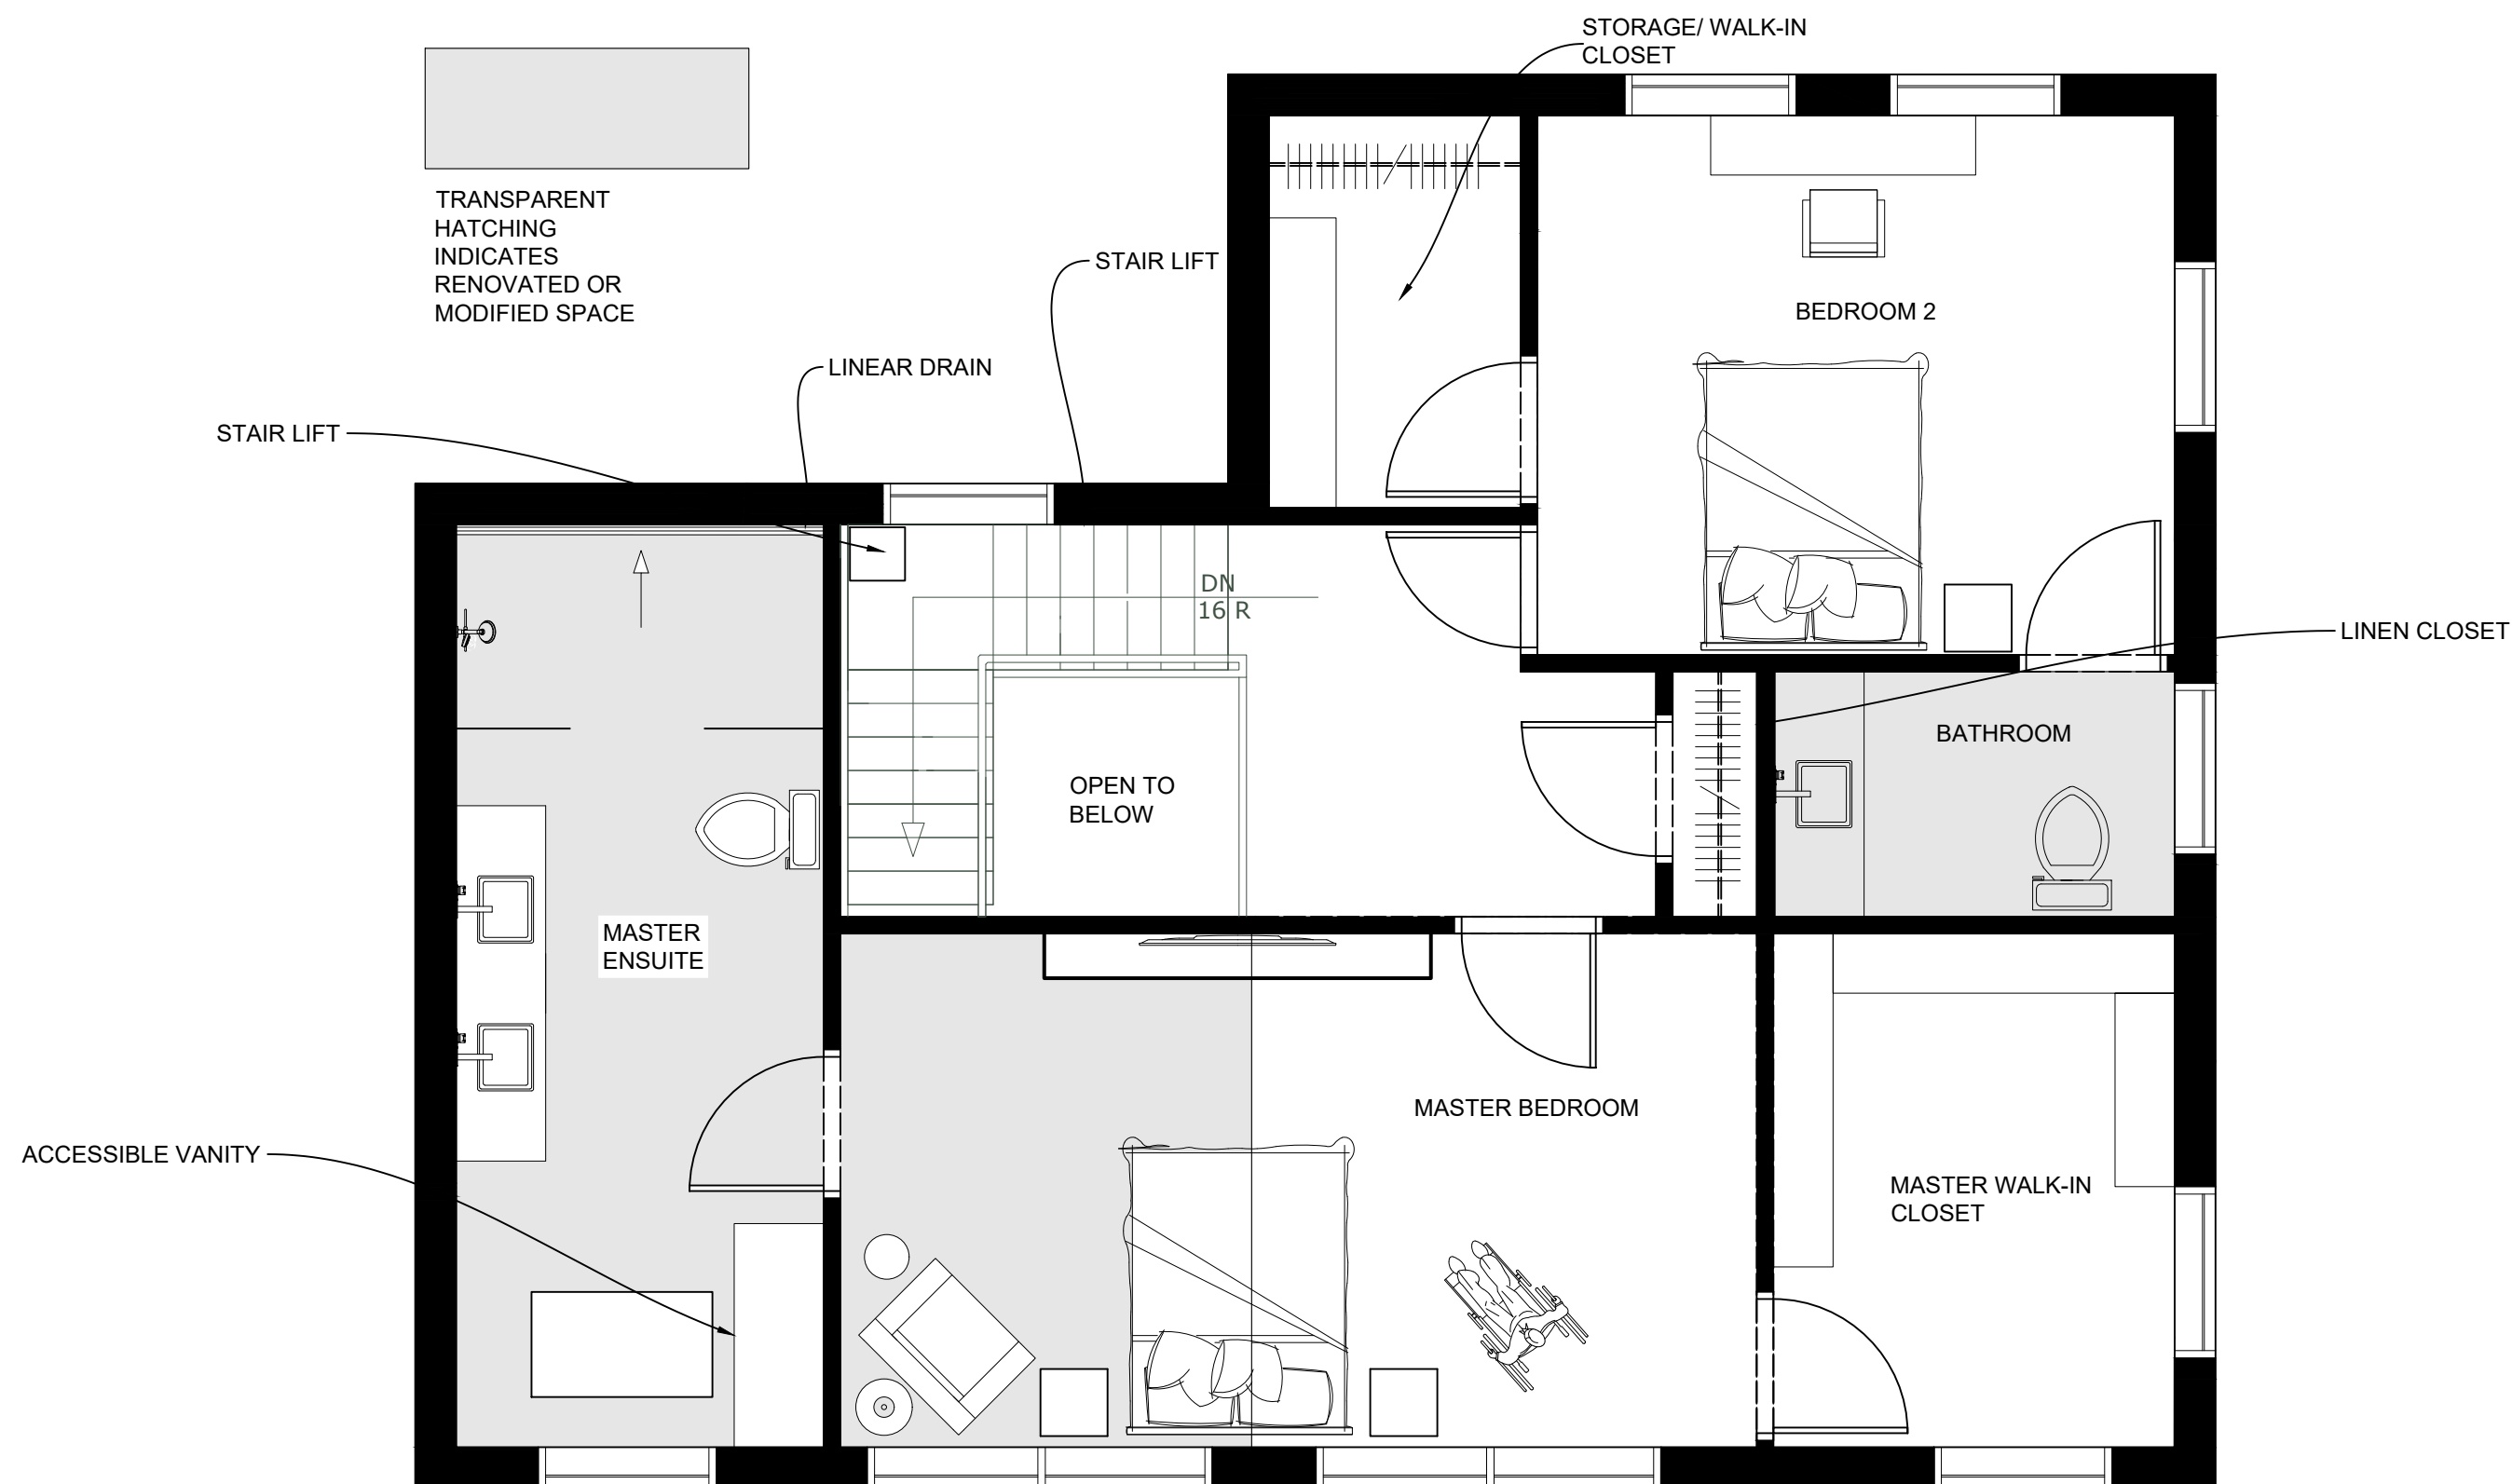 STORAGE/ WALK-IN
CLOSET
TRANSPARENT
HATCHING
INDICATES
RENOVATED OR
MODIFIED SPACE
STAIR LIFT
BEDROOM 2
LINEAR DRAIN
STAIR LIFT
DN
16 R
LINEN CLOSET
BATHROOM
OPEN TO
BELOW
MASTER
ENSUITE
MASTER BEDROOM
ACCESSIBLE VANITY
MASTER WALK-IN
CLOSET